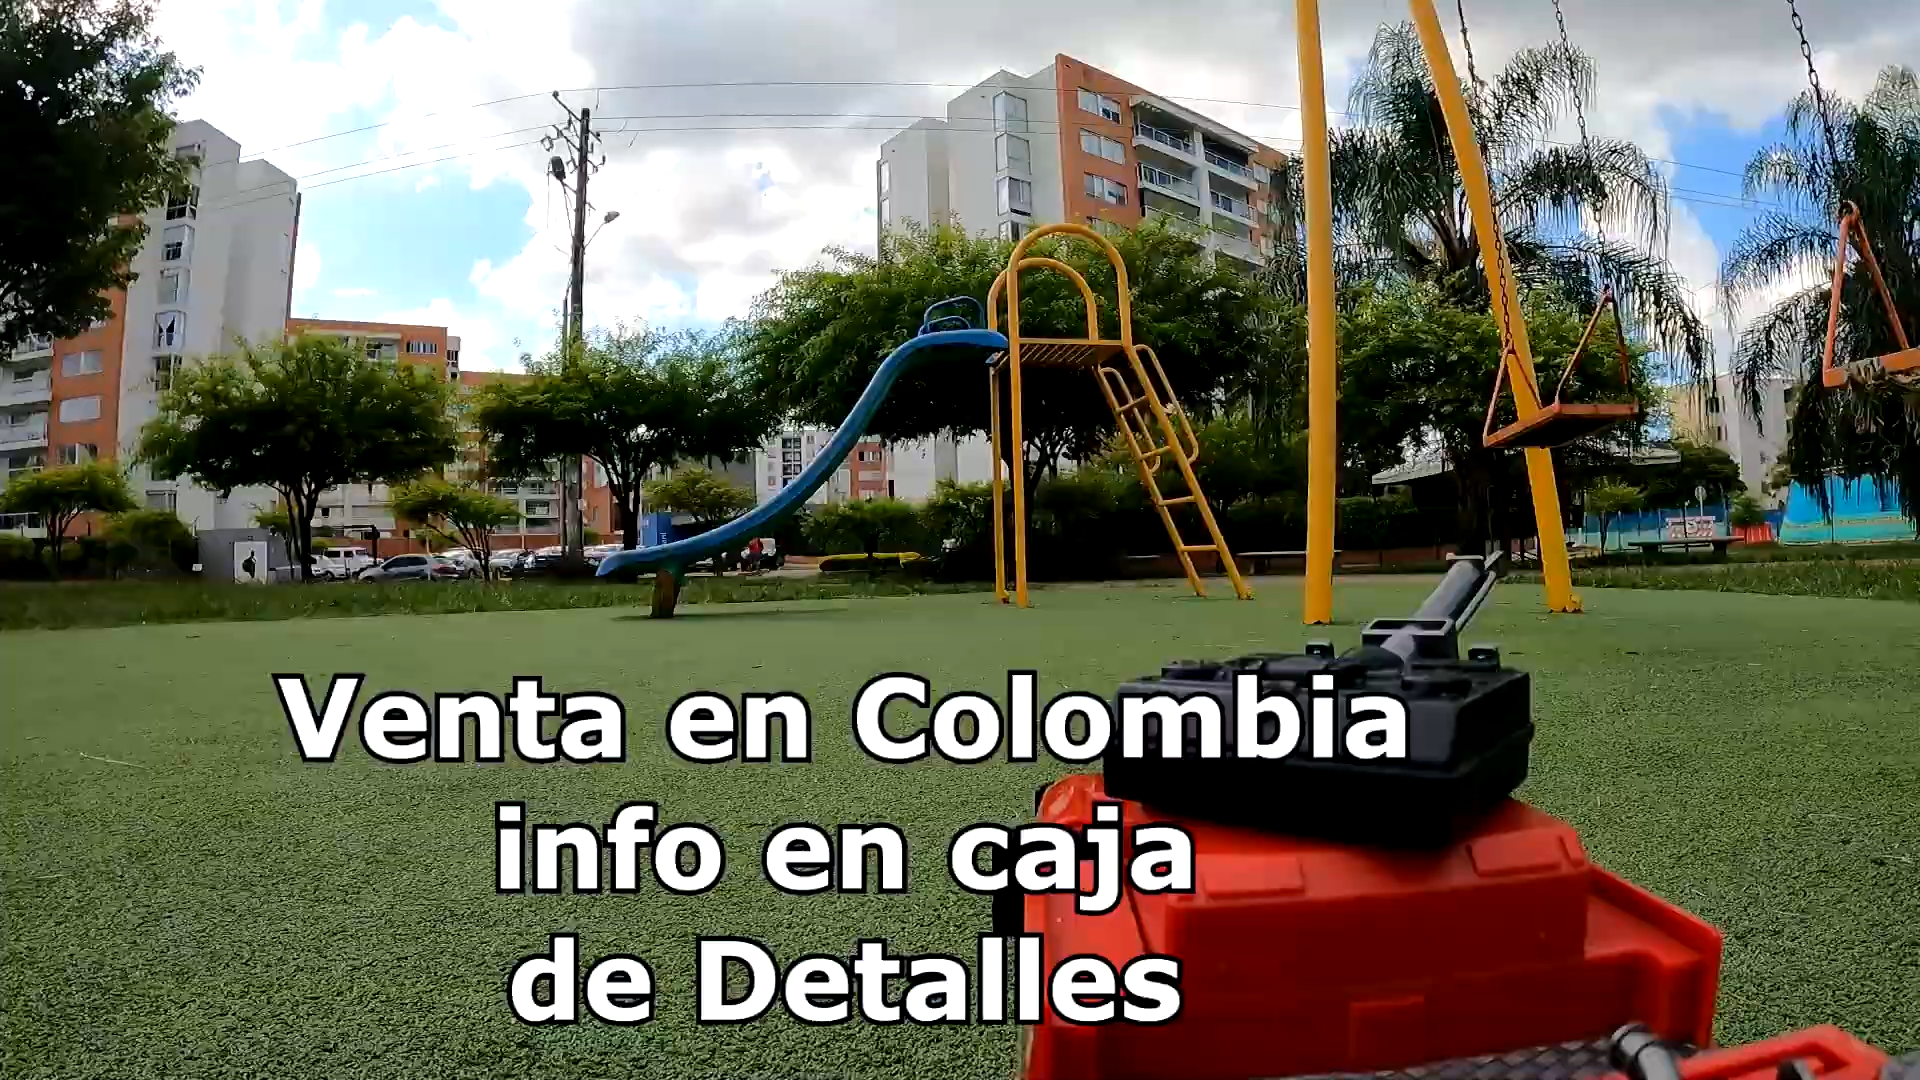 Venta en Colombia
info en caja
de Detalles